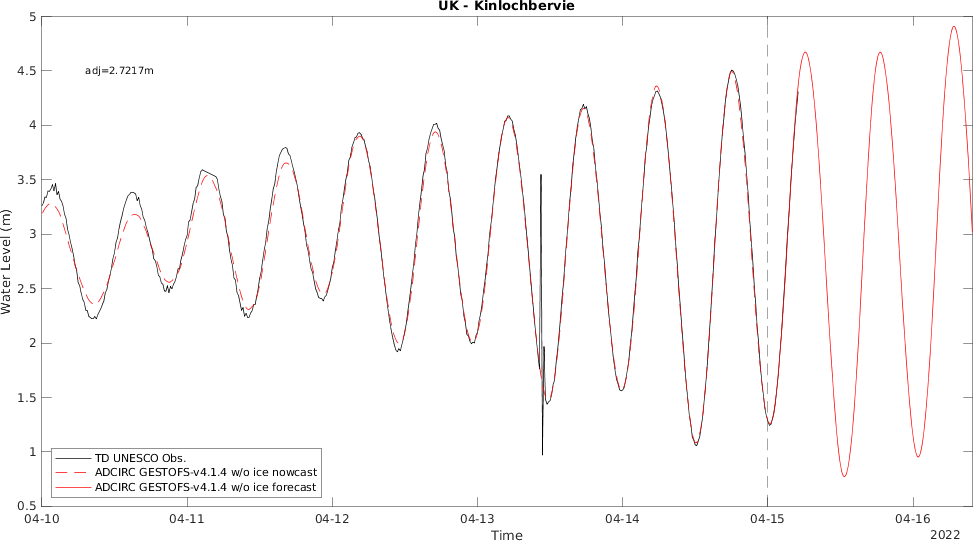 UK - Kinlochbervie
5
4.5
4
3.5
3
2.5
2
1.5
1
0.5
Water Level (m)
adj=2.7217m
TD UNESCO Obs.
ADCIRC GESTOFS-v4.1.4 w/o ice nowcast
ADCIRC GESTOFS-v4.1.4 w/o ice forecast
04-10 04-11 04-12 04-13 04-14 04-15 04-16
Time
2022